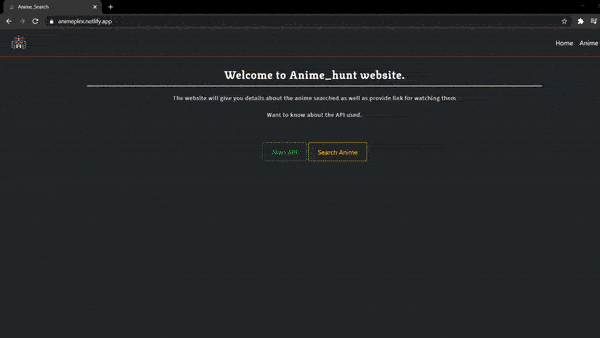 Anime_Search
animeplex.netlify.app
Home Anime
Welcome to Anime_hunt website.
The website will give you details about the anime searched as well as provide link for watching them
Want to know about the API used.
API Search Anime